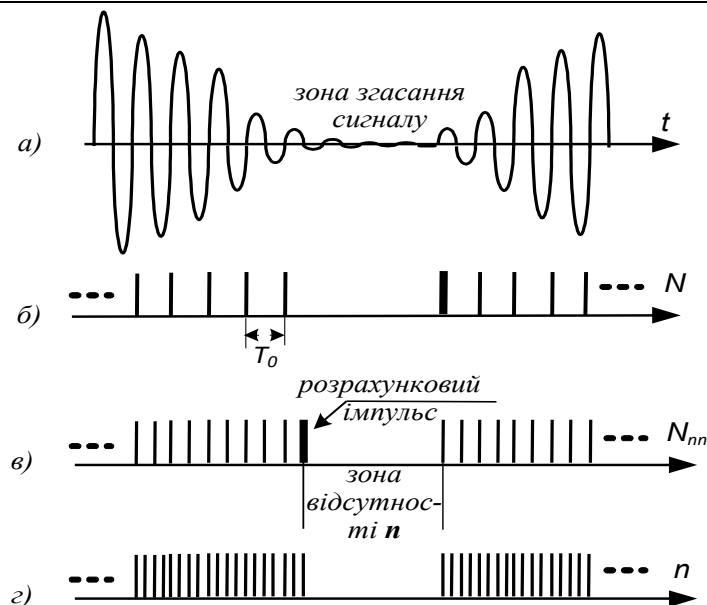 зона згасання
сигналу
t
а)
N
б)
T₀
розрахунковий
імпульс
Nпп
в)
зона
відсутнос-
ті n
n
г)